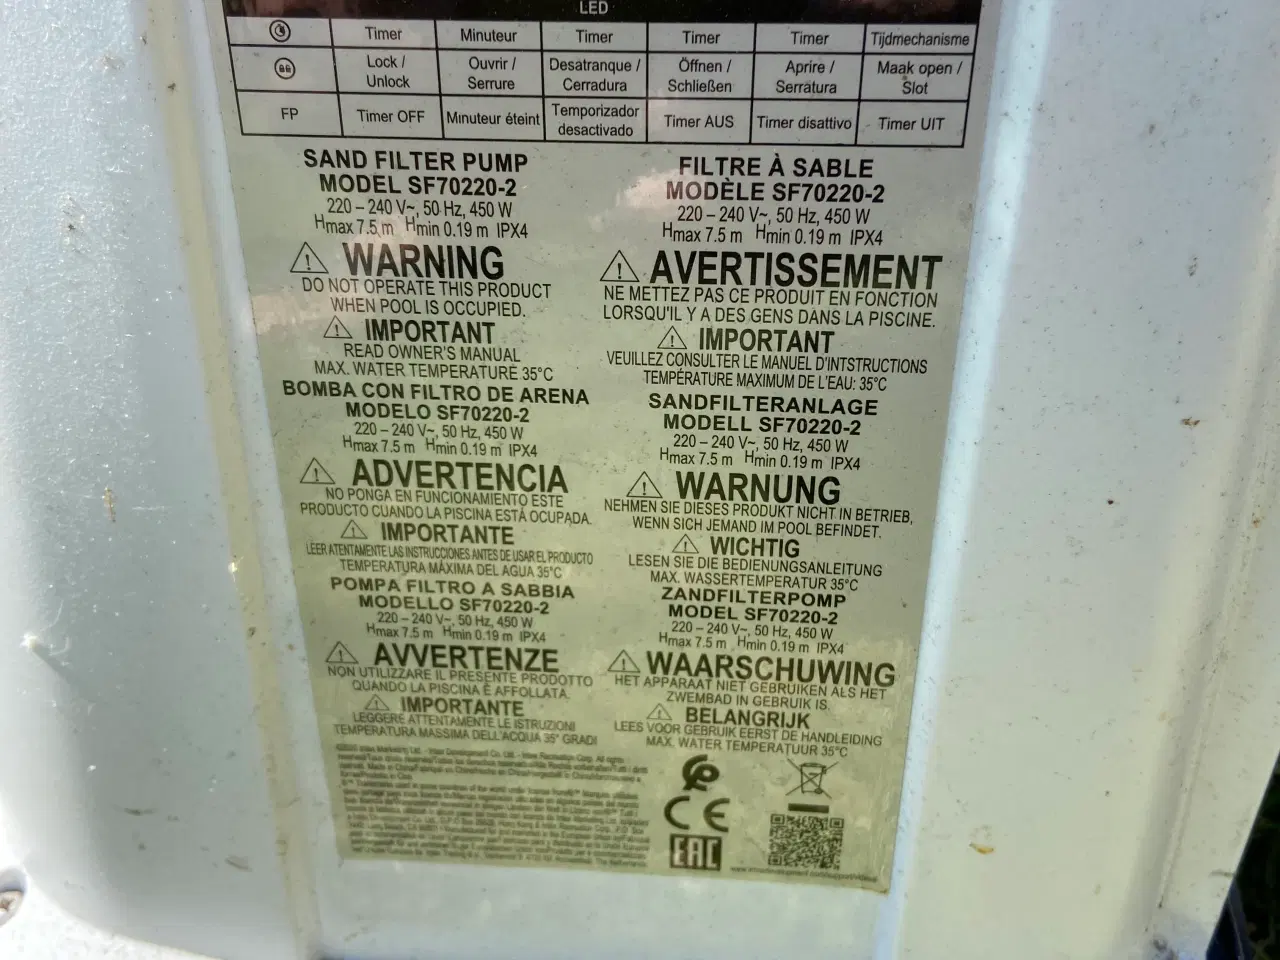 LED
Timer Minuteur Timer Timer Timer Tijdmechanisme
Lock / Ouvrir / Desatranque / Öffnen / Aprire / Maak open /
Unlock Serrure Cerradura Schließen Serratura Slot
FP Timer OFF Minuteur éteint Temporizador desactivado Timer AUS Timer disattivo Timer UIT
SAND FILTER PUMP
MODEL SF70220-2
220 – 240 V~, 50 Hz, 450 W
Hmax 7.5 m Hmin 0.19 m IPX4
WARNING
DO NOT OPERATE THIS PRODUCT
WHEN POOL IS OCCUPIED.
IMPORTANT
READ OWNER'S MANUAL
MAX. WATER TEMPERATURE 35°C
FILTRE À SABLE
MODÈLE SF70220-2
220 – 240 V~, 50 Hz, 450 W
Hmax 7.5 m Hmin 0.19 m IPX4
AVERTISSEMENT
NE METTEZ PAS CE PRODUIT EN FONCTION
LORSQU'IL Y A DES GENS DANS LA PISCINE.
IMPORTANT
VEUILLEZ CONSULTER LE MANUEL D'INTSTRUCTIONS
TEMPÉRATURE MAXIMUM DE L'EAU: 35°C
BOMBA CON FILTRO DE ARENA
MODELO SF70220-2
220 – 240 V~, 50 Hz, 450 W
Hmax 7.5 m Hmin 0.19 m IPX4
ADVERTENCIA
NO PONGA EN FUNCIONAMIENTO ESTE
PRODUCTO CUANDO LA PISCINA ESTÁ OCUPADA.
IMPORTANTE
LEER ATENTAMENTE LAS INSTRUCCIONES ANTES DE USAR EL PRODUCTO
TEMPERATURA MÁXIMA DEL AGUA 35°C
SANDFILTERANLAGE
MODELL SF70220-2
220 – 240 V~, 50 Hz, 450 W
Hmax 7.5 m Hmin 0.19 m IPX4
WARNUNG
NEHMEN SIE DIESES PRODUKT NICHT IN BETRIEB,
WENN SICH JEMAND IM POOL BEFINDET.
WICHTIG
LESEN SIE DIE BEDIENUNGSANLEITUNG
MAX. WASSERTEMPERATUR 35°C
POMPA FILTRO A SABBIA
MODELLO SF70220-2
220 – 240 V~, 50 Hz, 450 W
Hmax 7.5 m Hmin 0.19 m IPX4
AVVERTENZE
NON UTILIZZARE IL PRESENTE PRODOTTO
QUANDO LA PISCINA È AFFOLLATA.
IMPORTANTE
LEGGERE ATTENTAMENTE LE ISTRUZIONI
TEMPERATURA MASSIMA DELL'ACQUA 35° GRADI
ZANDFILTERPOMP
MODEL SF70220-2
220 – 240 V~, 50 Hz, 450 W
Hmax 7.5 m Hmin 0.19 m IPX4
WAARSCHUWING
HET APPARAAT NIET GEBRUIKEN ALS HET
ZWEMBAD IN GEBRUIK IS.
BELANGRIJK
LEES VOOR GEBRUIK EERST DE HANDLEIDING
MAX. WATER TEMPERATUUR 35°C
Intex Marketing Ltd. - Intex Development Co. Ltd. - Intex Recreation Corp. All rights
CE
EAC